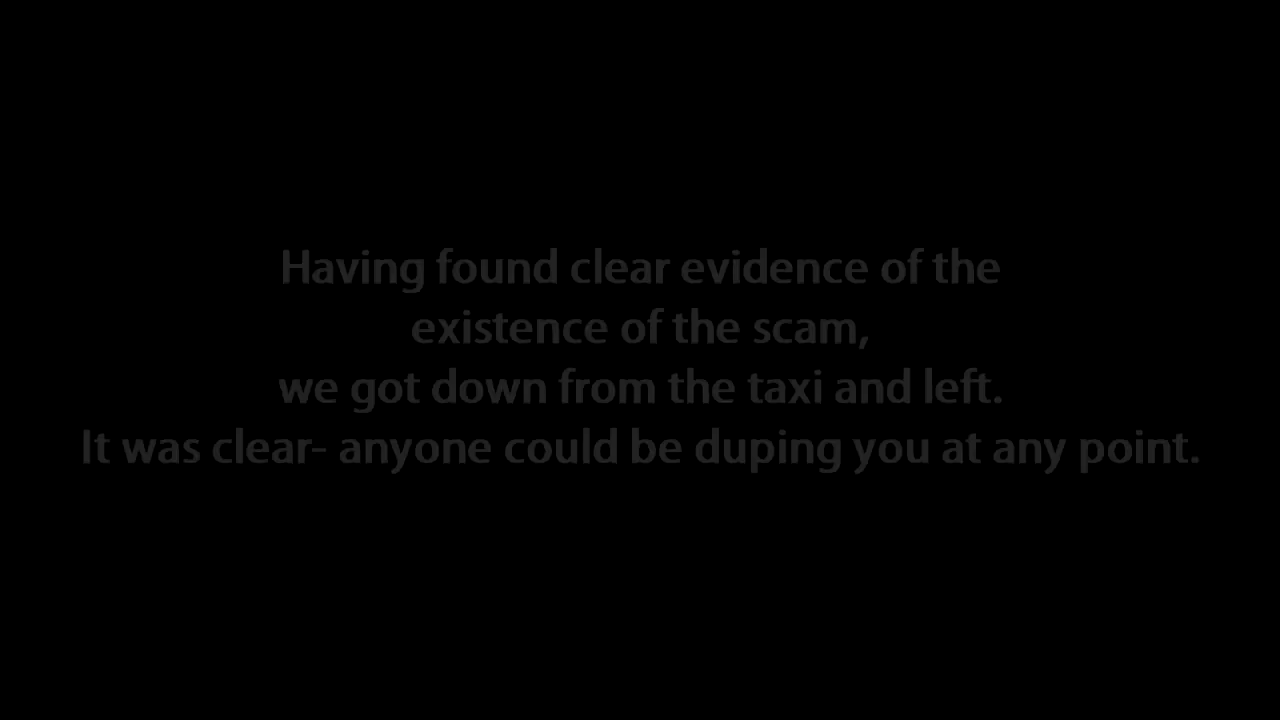 Having found clear evidence of the
existence of the scam,
we got down from the taxi and left.
It was clear- anyone could be duping you at any point.